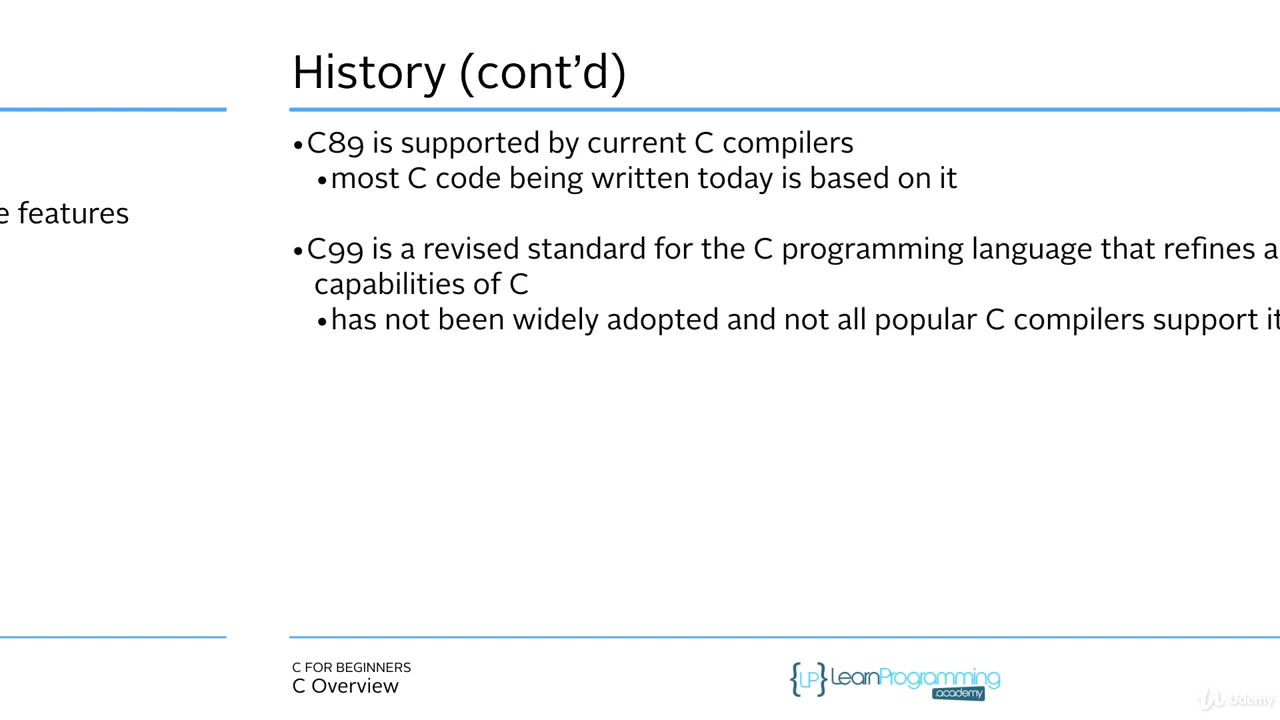 History (cont’d)
•C89 is supported by current C compilers
•most C code being written today is based on it
e features
•C99 is a revised standard for the C programming language that refines a
capabilities of C
•has not been widely adopted and not all popular C compilers support it
C FOR BEGINNERS
C Overview
{LP} LearnProgramming
.academy
Udemy